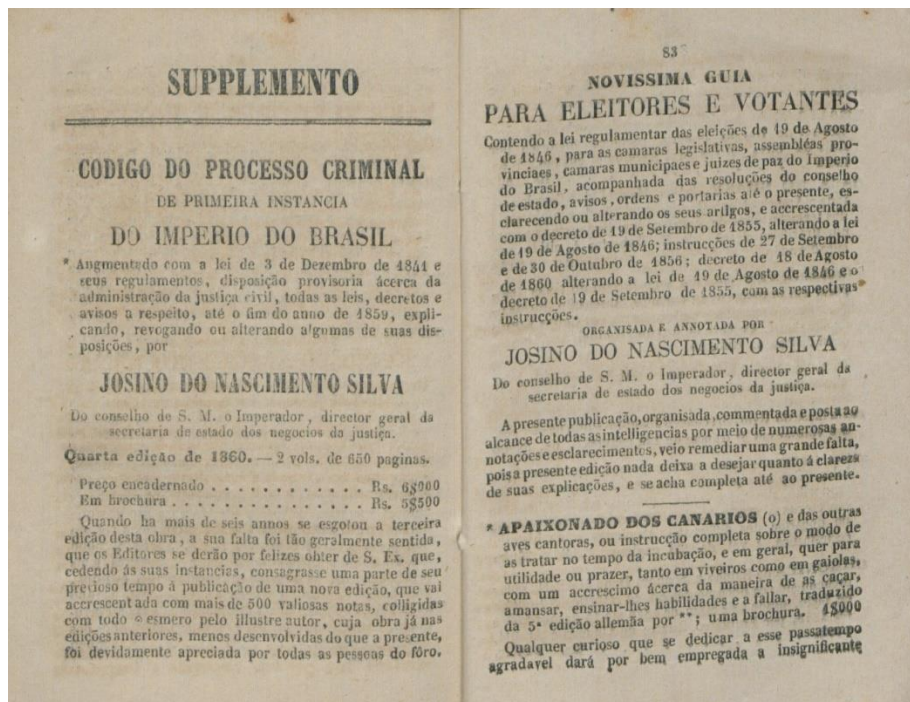 SUPPLEMENTO
CODIGO DO PROCESSO CRIMINAL
DE PRIMEIRA INSTANCIA
DO IMPERIO DO BRASIL
* Augmentado com a lei de 3 de Dezembro de 1841 e
seus regulamentos, disposição provisoria ácerca da
administração da justiça civil, todas as leis, decretos e
avisos a respeito, até o fim do anno de 1859, expli-
cando, revogando ou alterando algumas de suas dis-
posições, por
JOSINO DO NASCIMENTO SILVA
Do conselho de S. M. o Imperador, director geral da
secretaria de estado dos negocios da justiça.
Quarta edição de 1860. — 2 vols. de 650 paginas.
Preço encadernado . . . . . . . . . . . . Rs. 6$000
Em brochura . . . . . . . . . . . . . . . Rs. 5$500
Quando ha mais de seis annos se esgotou a terceira
edição desta obra, a sua falta foi tão geralmente sentida,
que os Editores se derão por felizes obter de S. Ex. que,
cedendo ás suas instancias, consagrasse uma parte de seu
precioso tempo á publicação de uma nova edição, que vai
accrescentada com mais de 500 valiosas notas, colligidas
com todo o esmero pelo illustre autor, cuja obra já nas
edições anteriores, menos desenvolvidas do que a presente,
foi devidamente apreciada por todas as pessoas do fôro.
83
NOVISSIMA GUIA
PARA ELEITORES E VOTANTES
Contendo a lei regulamentar das eleições de 19 de Agosto
de 1846, para as camaras legislativas, assembléas pro-
vinciaes, camaras municipaes e juizes de paz do Imperio
do Brasil, acompanhada das resoluções do conselho
de estado, avisos, ordens e portarias até o presente, es-
clarecendo ou alterando os seus artigos, e accrescentada
com o decreto de 19 de Setembro de 1855, alterando a lei
de 19 de Agosto de 1846; instrucções de 27 de Setembro
e de 30 de Outubro de 1856; decreto de 18 de Agosto
de 1860 alterando a lei de 19 de Agosto de 1846 e o
decreto de 19 de Setembro de 1855, com as respectivas
instrucções.
ORGANISADA E ANNOTADA POR
JOSINO DO NASCIMENTO SILVA
Do conselho de S. M. o Imperador, director geral da
secretaria de estado dos negocios da justiça.
A presente publicação, organisada, commentada e posta ao
alcance de todas as intelligencias por meio de numerosas an-
notações e esclarecimentos, veio remediar uma grande falta,
pois a presente edição nada deixa a desejar quanto á clareza
de suas explicações, e se acha completa até ao presente.
* APAIXONADO DOS CANARIOS (o) e das outras
aves cantoras, ou instrucção completa sobre o modo de
as tratar no tempo da incubação, e em geral, quer para
utilidade ou prazer, tanto em viveiros como em gaiolas,
com um accrescimo ácerca da maneira de as caçar,
amansar, ensinar-lhes habilidades e a fallar, traduzido
da 5ª edição allemãa por **; uma brochura. 1$000
Qualquer curioso que se dedicar a esse passatempo
agradavel dará por bem empregada a insignificante